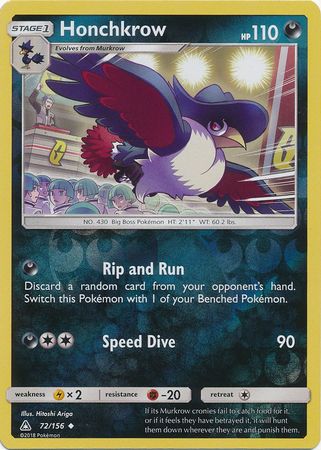 STAGE1
Honchkrow
HP110
Evolves from Murkrow
NO. 430 Big Boss Pokémon HT: 2'11" WT: 60.2 lbs.
Rip and Run
Discard a random card from your opponent's hand.
Switch this Pokémon with 1 of your Benched Pokémon.
Speed Dive 90
weakness ×2 resistance -20 retreat
Illus. Hitoshi Ariga
72/156
©2018 Pokémon
If its Murkrow cronies fail to catch food for it,
or if it feels they have betrayed it, it will hunt
them down wherever they are and punish them.